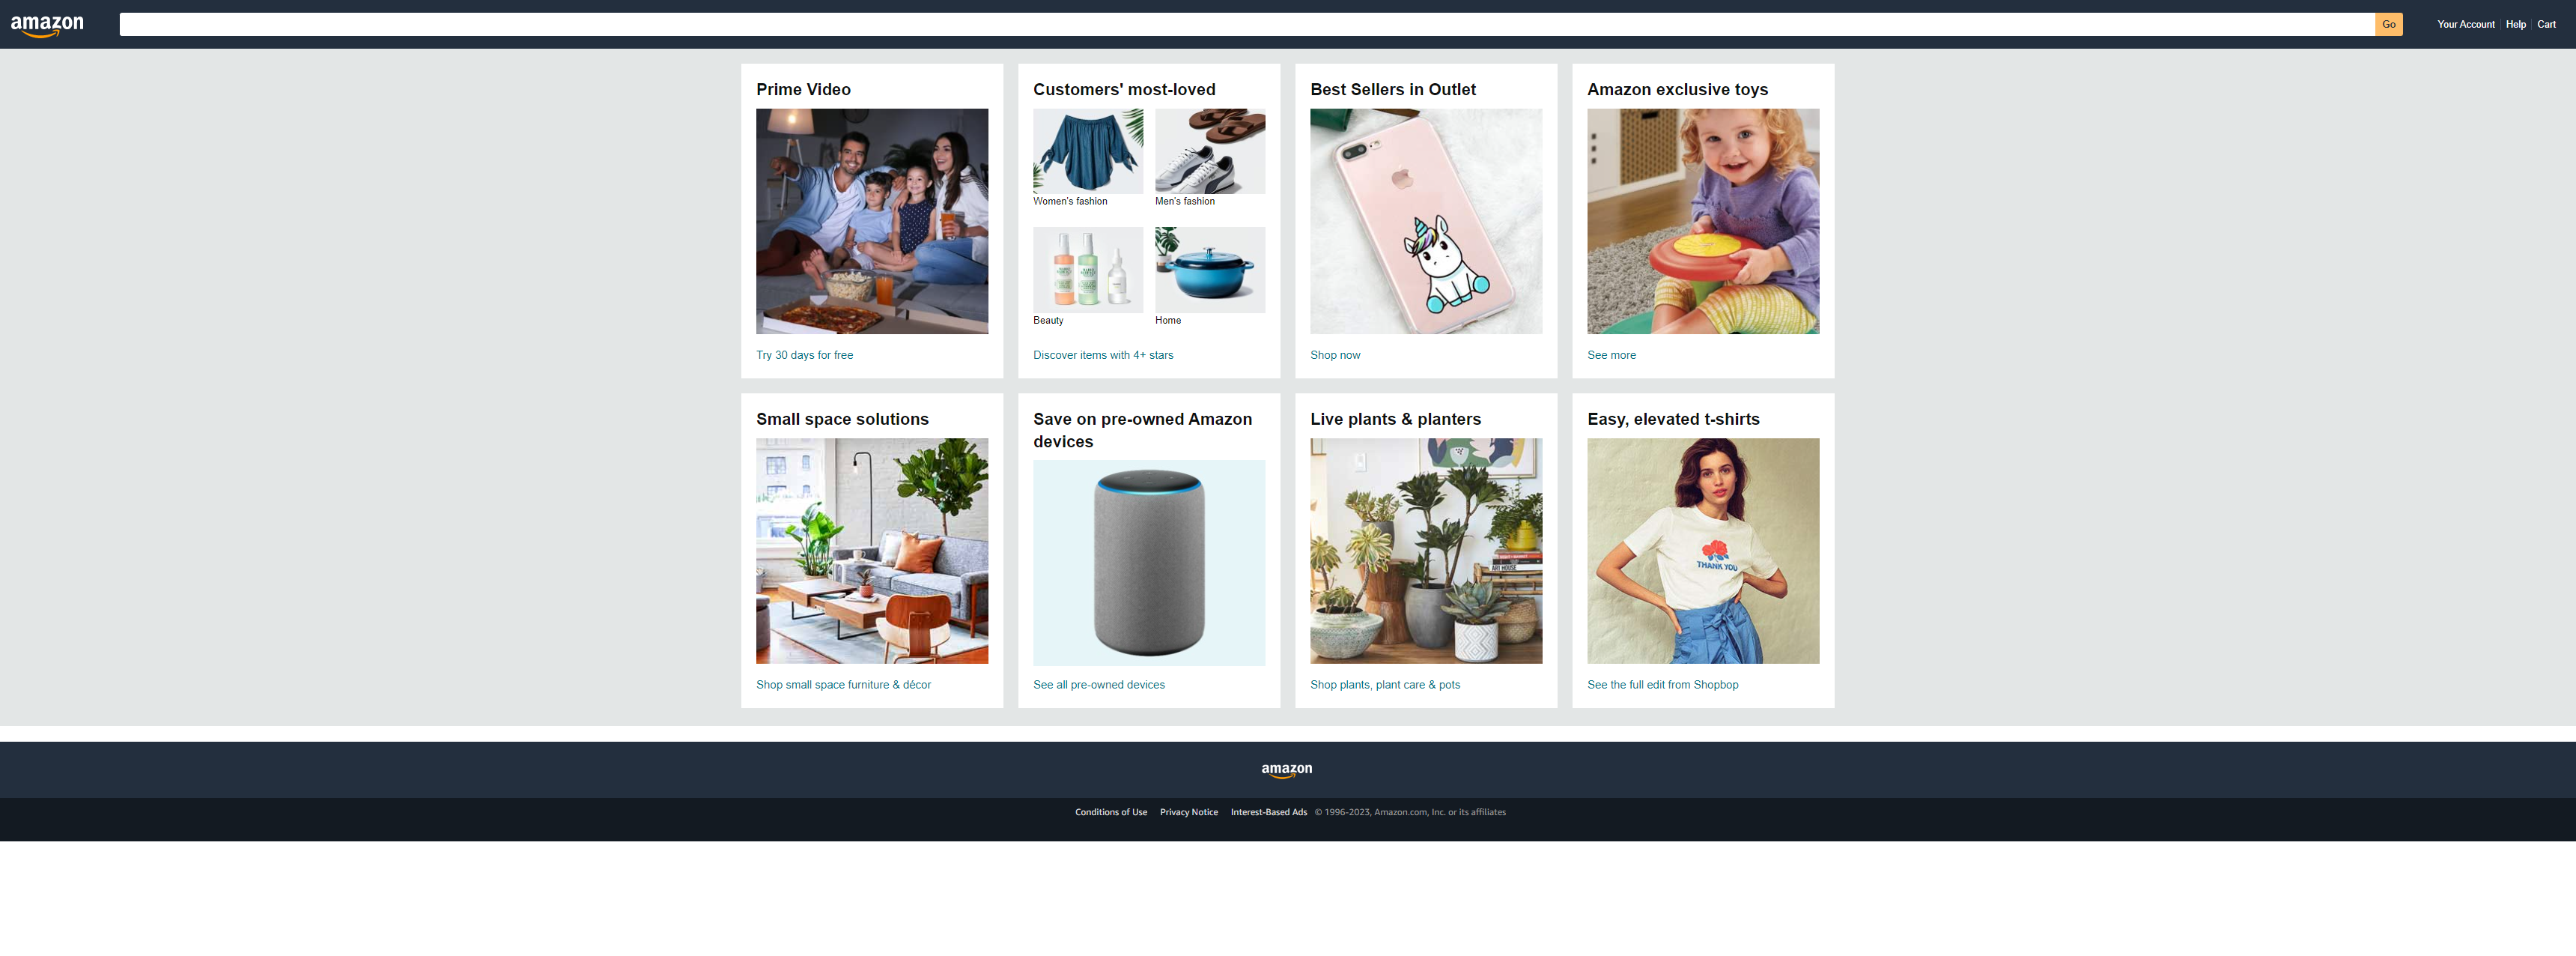 amazon
Go
Your Account
Help
Cart
Prime Video
Customers' most-loved
Best Sellers in Outlet
Amazon exclusive toys
Women's fashion
Men's fashion
Beauty
Home
Try 30 days for free
Discover items with 4+ stars
Shop now
See more
Small space solutions
Save on pre-owned Amazon
devices
Live plants & planters
Easy, elevated t-shirts
ART HOUSE
THANK YOU
Shop small space furniture & décor
See all pre-owned devices
Shop plants, plant care & pots
See the full edit from Shopbop
amazon
Conditions of Use
Privacy Notice
Interest-Based Ads
© 1996-2023, Amazon.com, Inc. or its affiliates